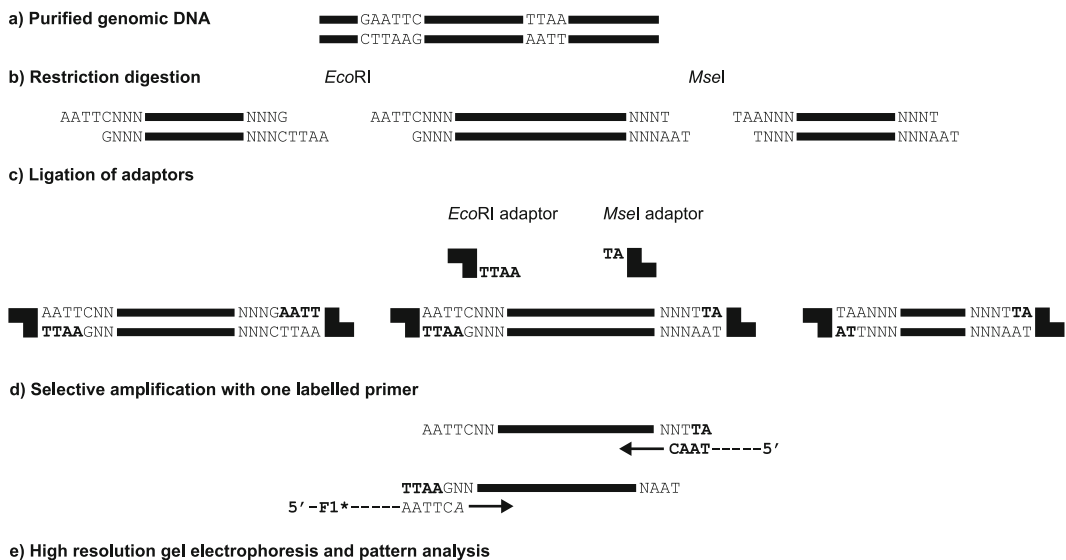 a) Purified genomic DNA
GAATTC TTAA
CTTAAG AATT
b) Restriction digestion EcoRI MseI
AATTCNNN NNNG AATTCNNN NNNT TAANNN NNNT
GNNN NNNCTTAA GNNN NNNAAT TNNN NNNAAT
c) Ligation of adaptors
EcoRI adaptor MseI adaptor
TA
TTAA
AATTCNN NNNGAATT AATTCNNN NNNTTA TAANNN NNNTTA
TTAAGNN NNNCTTAA TTAAGNNN NNNAAT ATTNNN NNNAAT
d) Selective amplification with one labelled primer
AATTCNN NNTTA
CAAT-----5’
TTAAGNN NAAT
5’-F1*-----AATTCA
e) High resolution gel electrophoresis and pattern analysis